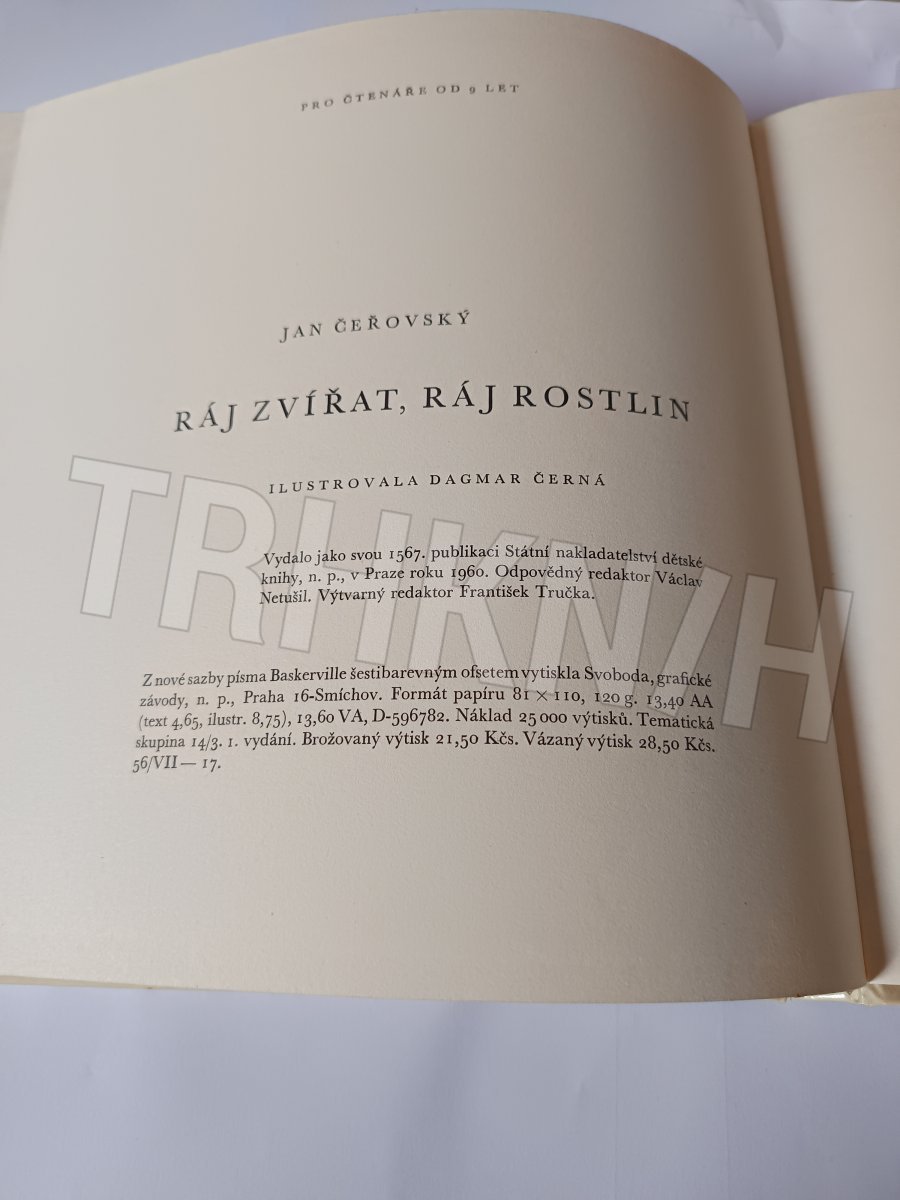 PRO ČTENÁŘE OD 9 LET
JAN ČEŘOVSKÝ
RÁJ ZVÍŘAT, RÁJ ROSTLIN
ILUSTROVALA DAGMAR ČERNÁ
Vydalo jako svou 1567. publikaci Státní nakladatelství dětské
knihy, n. p., v Praze roku 1960. Odpovědný redaktor Václav
Netušil. Výtvarný redaktor František Tručka.
Z nové sazby písma Baskerville šestibarevným ofsetem vytiskla Svoboda, grafické
závody, n. p., Praha 16-Smíchov. Formát papíru 81 × 110, 120 g. 13,40 AA
(text 4,65, ilustr. 8,75), 13,60 VA, D-596782. Náklad 25 000 výtisků. Tematická
skupina 14/3. 1. vydání. Brožovaný výtisk 21,50 Kčs. Vázaný výtisk 28,50 Kčs.
56/VII — 17.
TRHKNIH